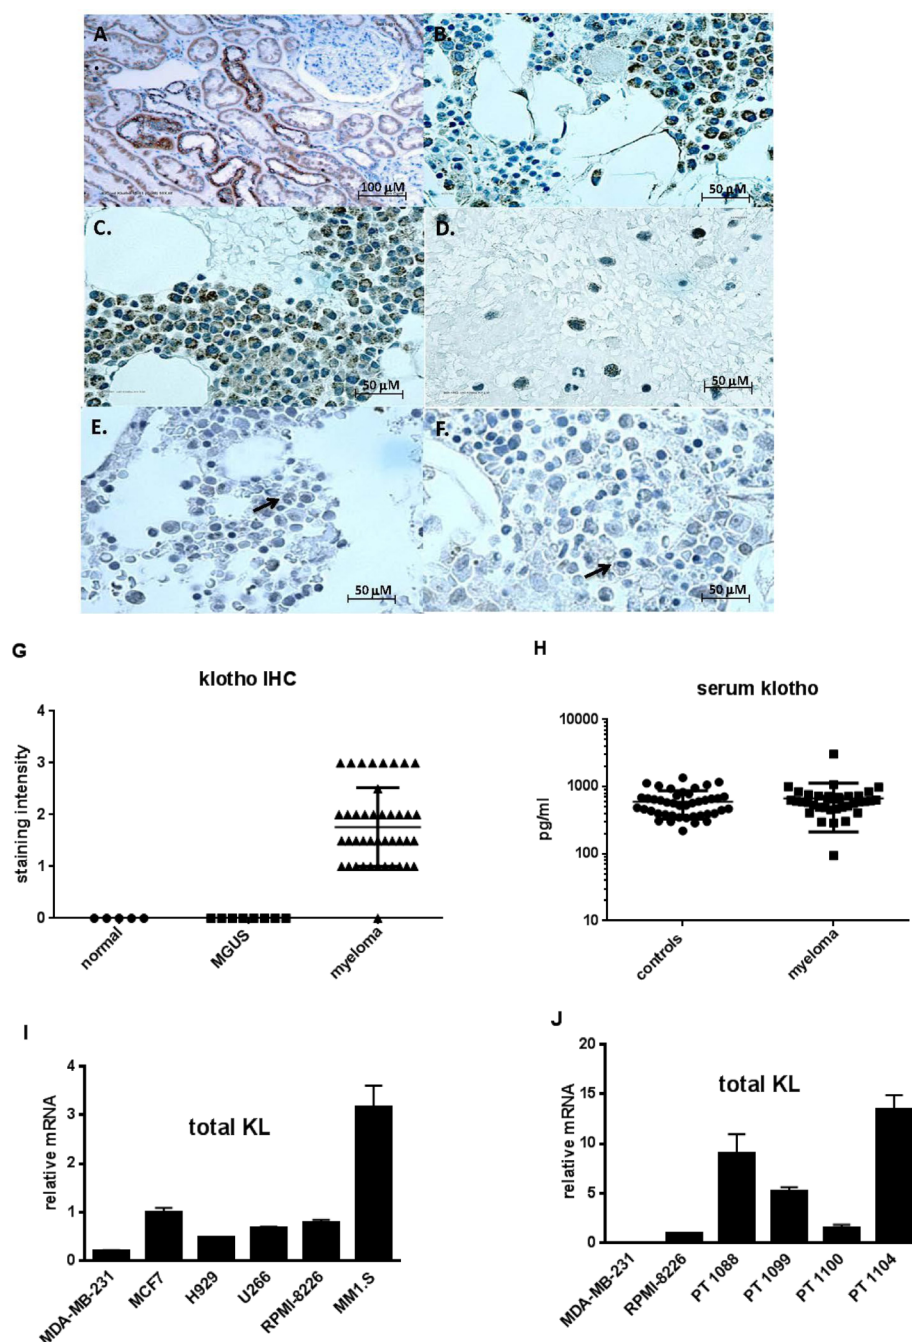 A
B.
100 µM
50 nM
C.
D.
50 µM
50 µM
E.
F.
50 µM
50 µM
G
H
klotho IHC
serum klotho
staining intensity
4
3
2
1
0
normal
MGUS
myeloma
pg/ml
10000
1000
100
10
controls
myeloma
I
J
total KL
relative mRNA
4
3
2
1
0
MDA-MB-231
MCF7
H929
U266
RPMI-8226
MM1.S
total KL
relative mRNA
20
15
10
5
0
MDA-MB-231
RPMI-8226
PT 1088
PT 1099
PT 1100
PT 1104